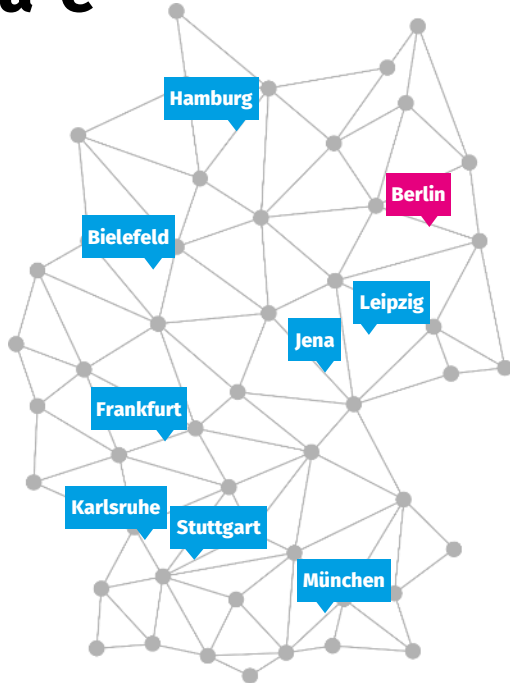 Hamburg
Berlin
Bielefeld
Leipzig
Jena
Frankfurt
Karlsruhe
Stuttgart
München